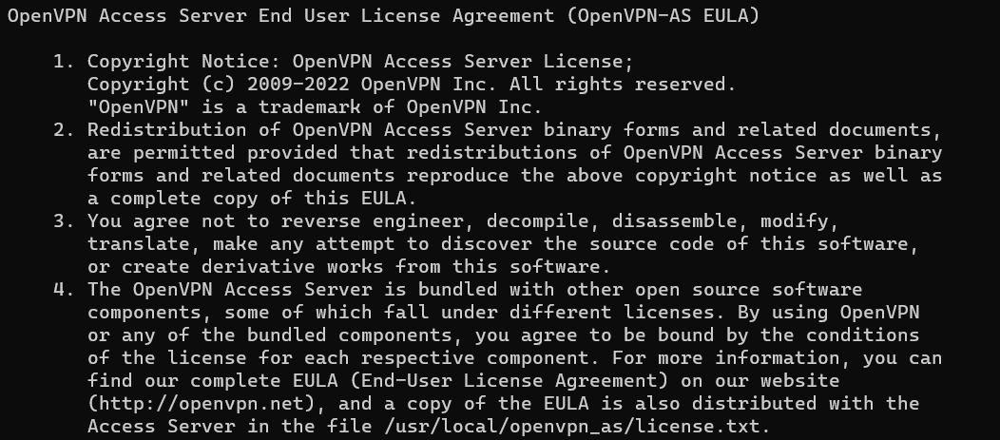 OpenVPN Access Server End User License Agreement (OpenVPN-AS EULA)
1. Copyright Notice: OpenVPN Access Server License;
Copyright (c) 2009-2022 OpenVPN Inc. All rights reserved.
"OpenVPN" is a trademark of OpenVPN Inc.
2. Redistribution of OpenVPN Access Server binary forms and related documents,
are permitted provided that redistributions of OpenVPN Access Server binary
forms and related documents reproduce the above copyright notice as well as
a complete copy of this EULA.
3. You agree not to reverse engineer, decompile, disassemble, modify,
translate, make any attempt to discover the source code of this software,
or create derivative works from this software.
4. The OpenVPN Access Server is bundled with other open source software
components, some of which fall under different licenses. By using OpenVPN
or any of the bundled components, you agree to be bound by the conditions
of the license for each respective component. For more information, you can
find our complete EULA (End-User License Agreement) on our website
(http://openvpn.net), and a copy of the EULA is also distributed with the
Access Server in the file /usr/local/openvpn_as/license.txt.